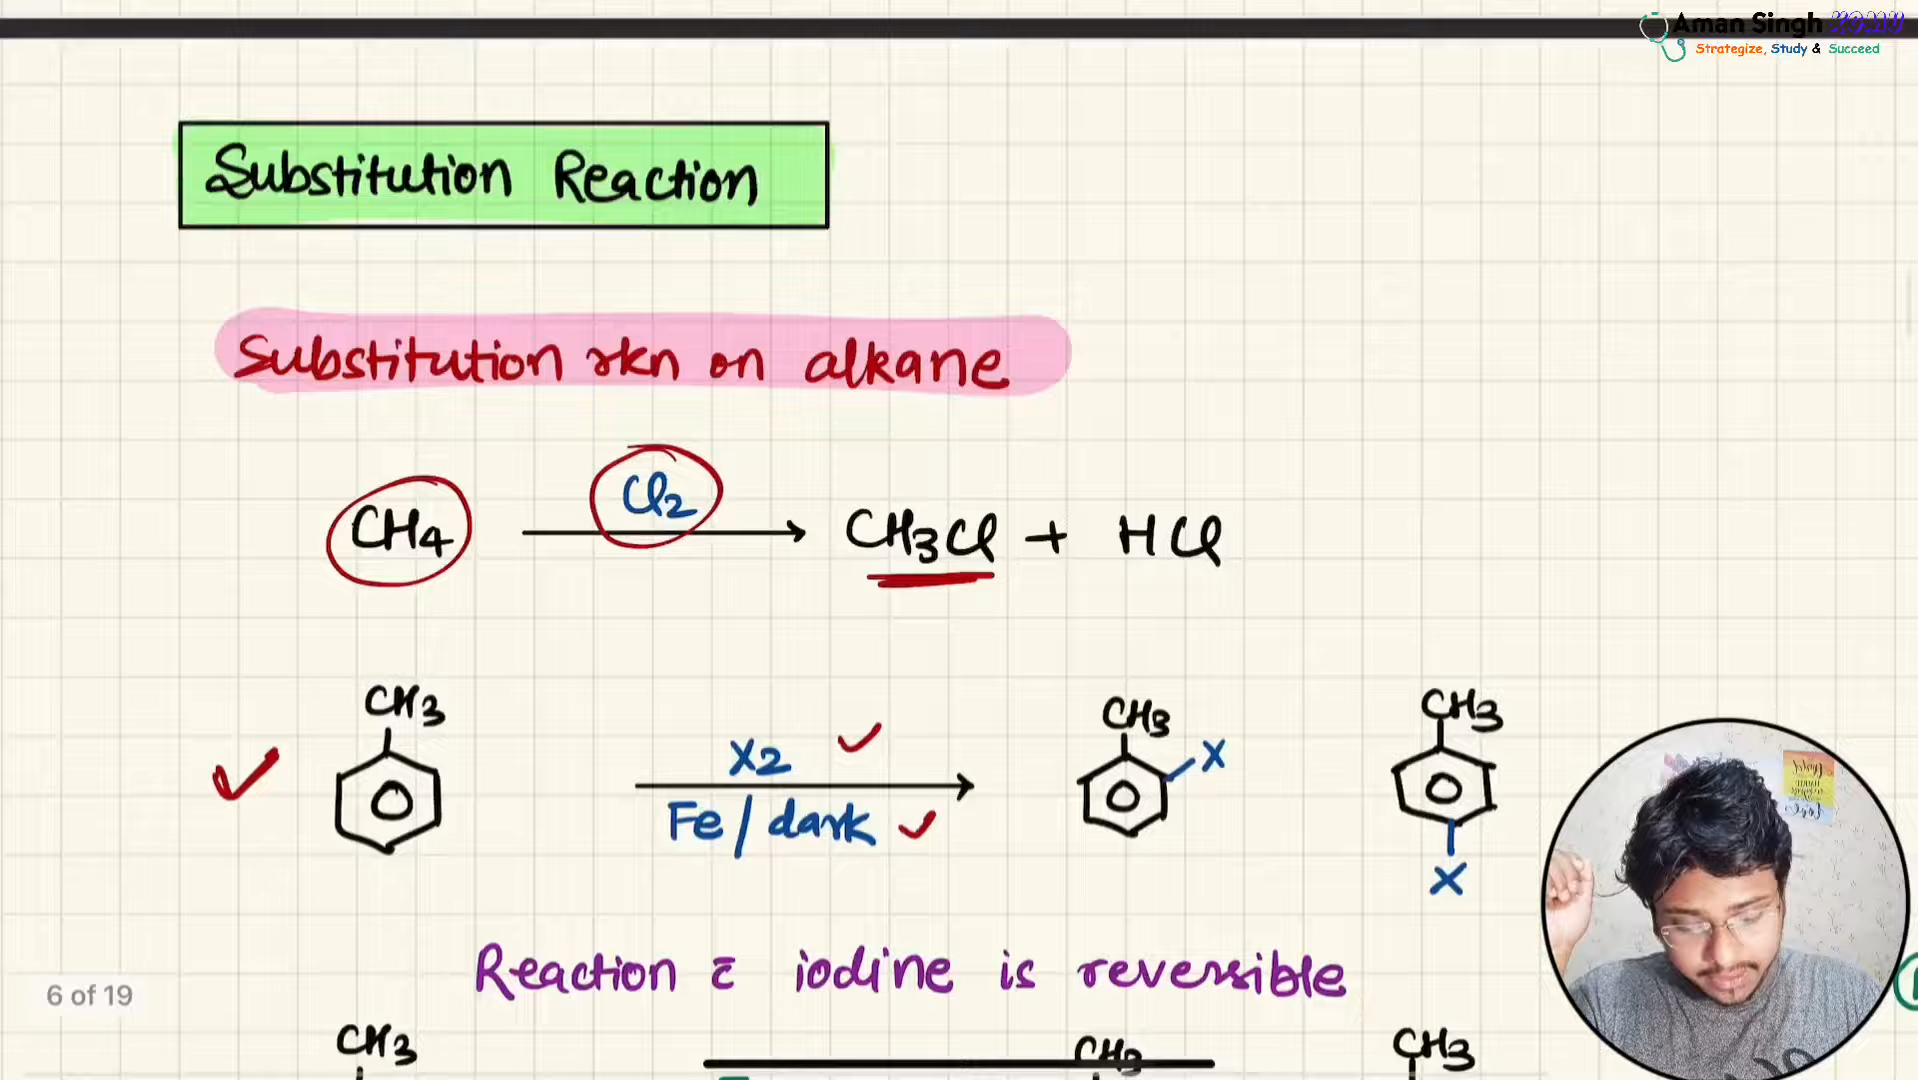 Aman Singh
Strategize, Study & Succeed
Substitution Reaction
Substitution rkn on alkane
CH4 Cl2 CH3Cl + HCl
CH3 CH3 CH3
X2 X
Fe / dark
X
Reaction c̄ iodine is reversible
6 of 19
CH3 CH3 CH3